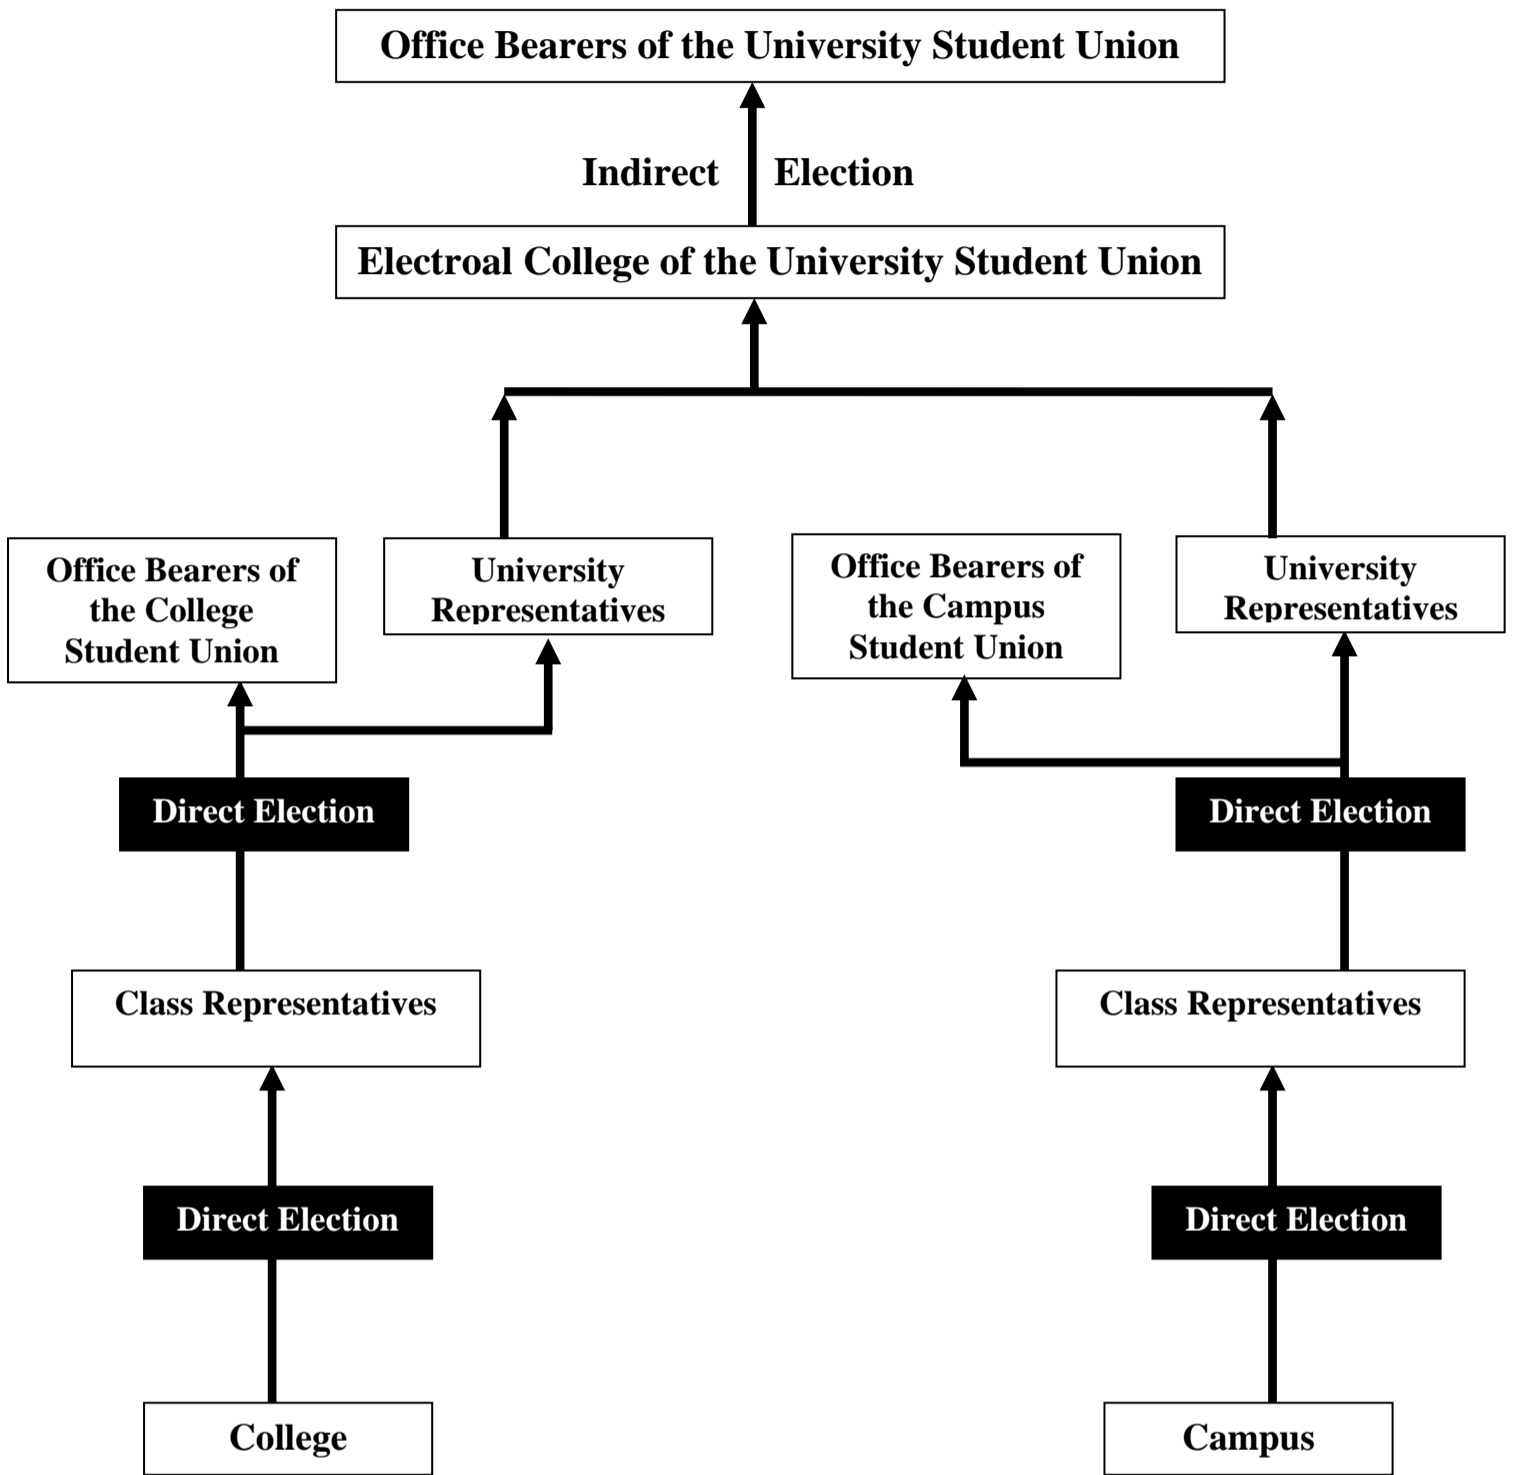 Office Bearers of the University Student Union
Indirect Election
Electroal College of the University Student Union
Office Bearers of
the College
Student Union
University
Representatives
Office Bearers of
the Campus
Student Union
University
Representatives
Direct Election
Direct Election
Class Representatives
Class Representatives
Direct Election
Direct Election
College
Campus